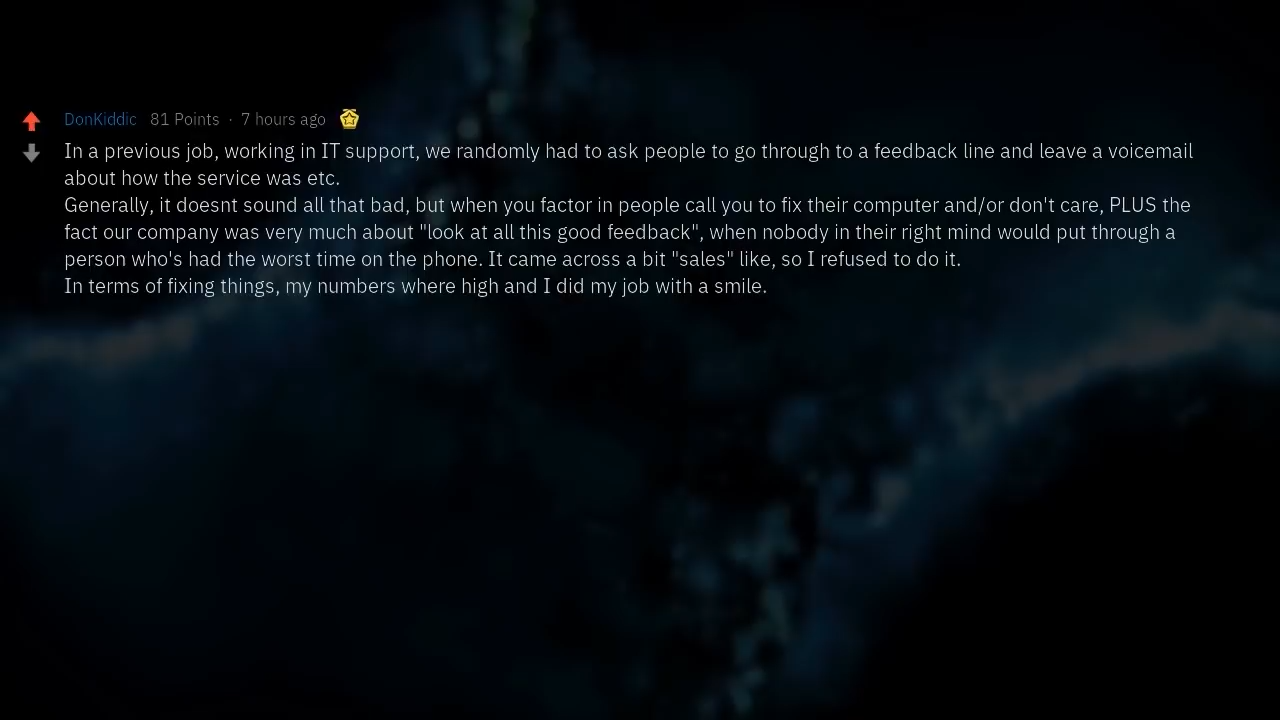 DonKiddic 81 Points · 7 hours ago
In a previous job, working in IT support, we randomly had to ask people to go through to a feedback line and leave a voicemail
about how the service was etc.
Generally, it doesnt sound all that bad, but when you factor in people call you to fix their computer and/or don't care, PLUS the
fact our company was very much about "look at all this good feedback", when nobody in their right mind would put through a
person who's had the worst time on the phone. It came across a bit "sales" like, so I refused to do it.
In terms of fixing things, my numbers where high and I did my job with a smile.